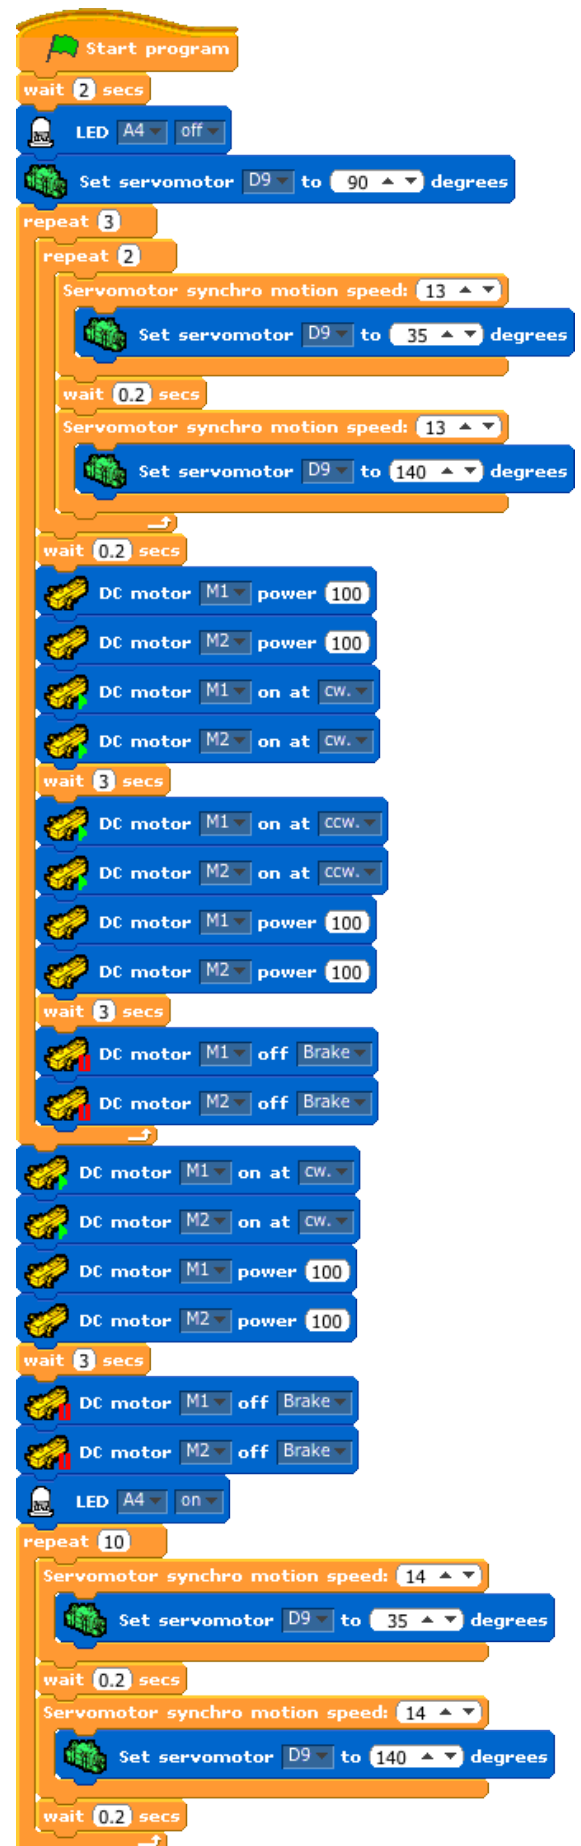 Start program
wait 2 secs
LED A4 off
Set servomotor D9 to 90 degrees
repeat 3
repeat 2
Servomotor synchro motion speed: 13
Set servomotor D9 to 35 degrees
wait 0.2 secs
Servomotor synchro motion speed: 13
Set servomotor D9 to 140 degrees
wait 0.2 secs
DC motor M1 power 100
DC motor M2 power 100
DC motor M1 on at cw.
DC motor M2 on at cw.
wait 3 secs
DC motor M1 on at ccw.
DC motor M2 on at ccw.
DC motor M1 power 100
DC motor M2 power 100
wait 3 secs
DC motor M1 off Brake
DC motor M2 off Brake
DC motor M1 on at cw.
DC motor M2 on at cw.
DC motor M1 power 100
DC motor M2 power 100
wait 3 secs
DC motor M1 off Brake
DC motor M2 off Brake
LED A4 on
repeat 10
Servomotor synchro motion speed: 14
Set servomotor D9 to 35 degrees
wait 0.2 secs
Servomotor synchro motion speed: 14
Set servomotor D9 to 140 degrees
wait 0.2 secs